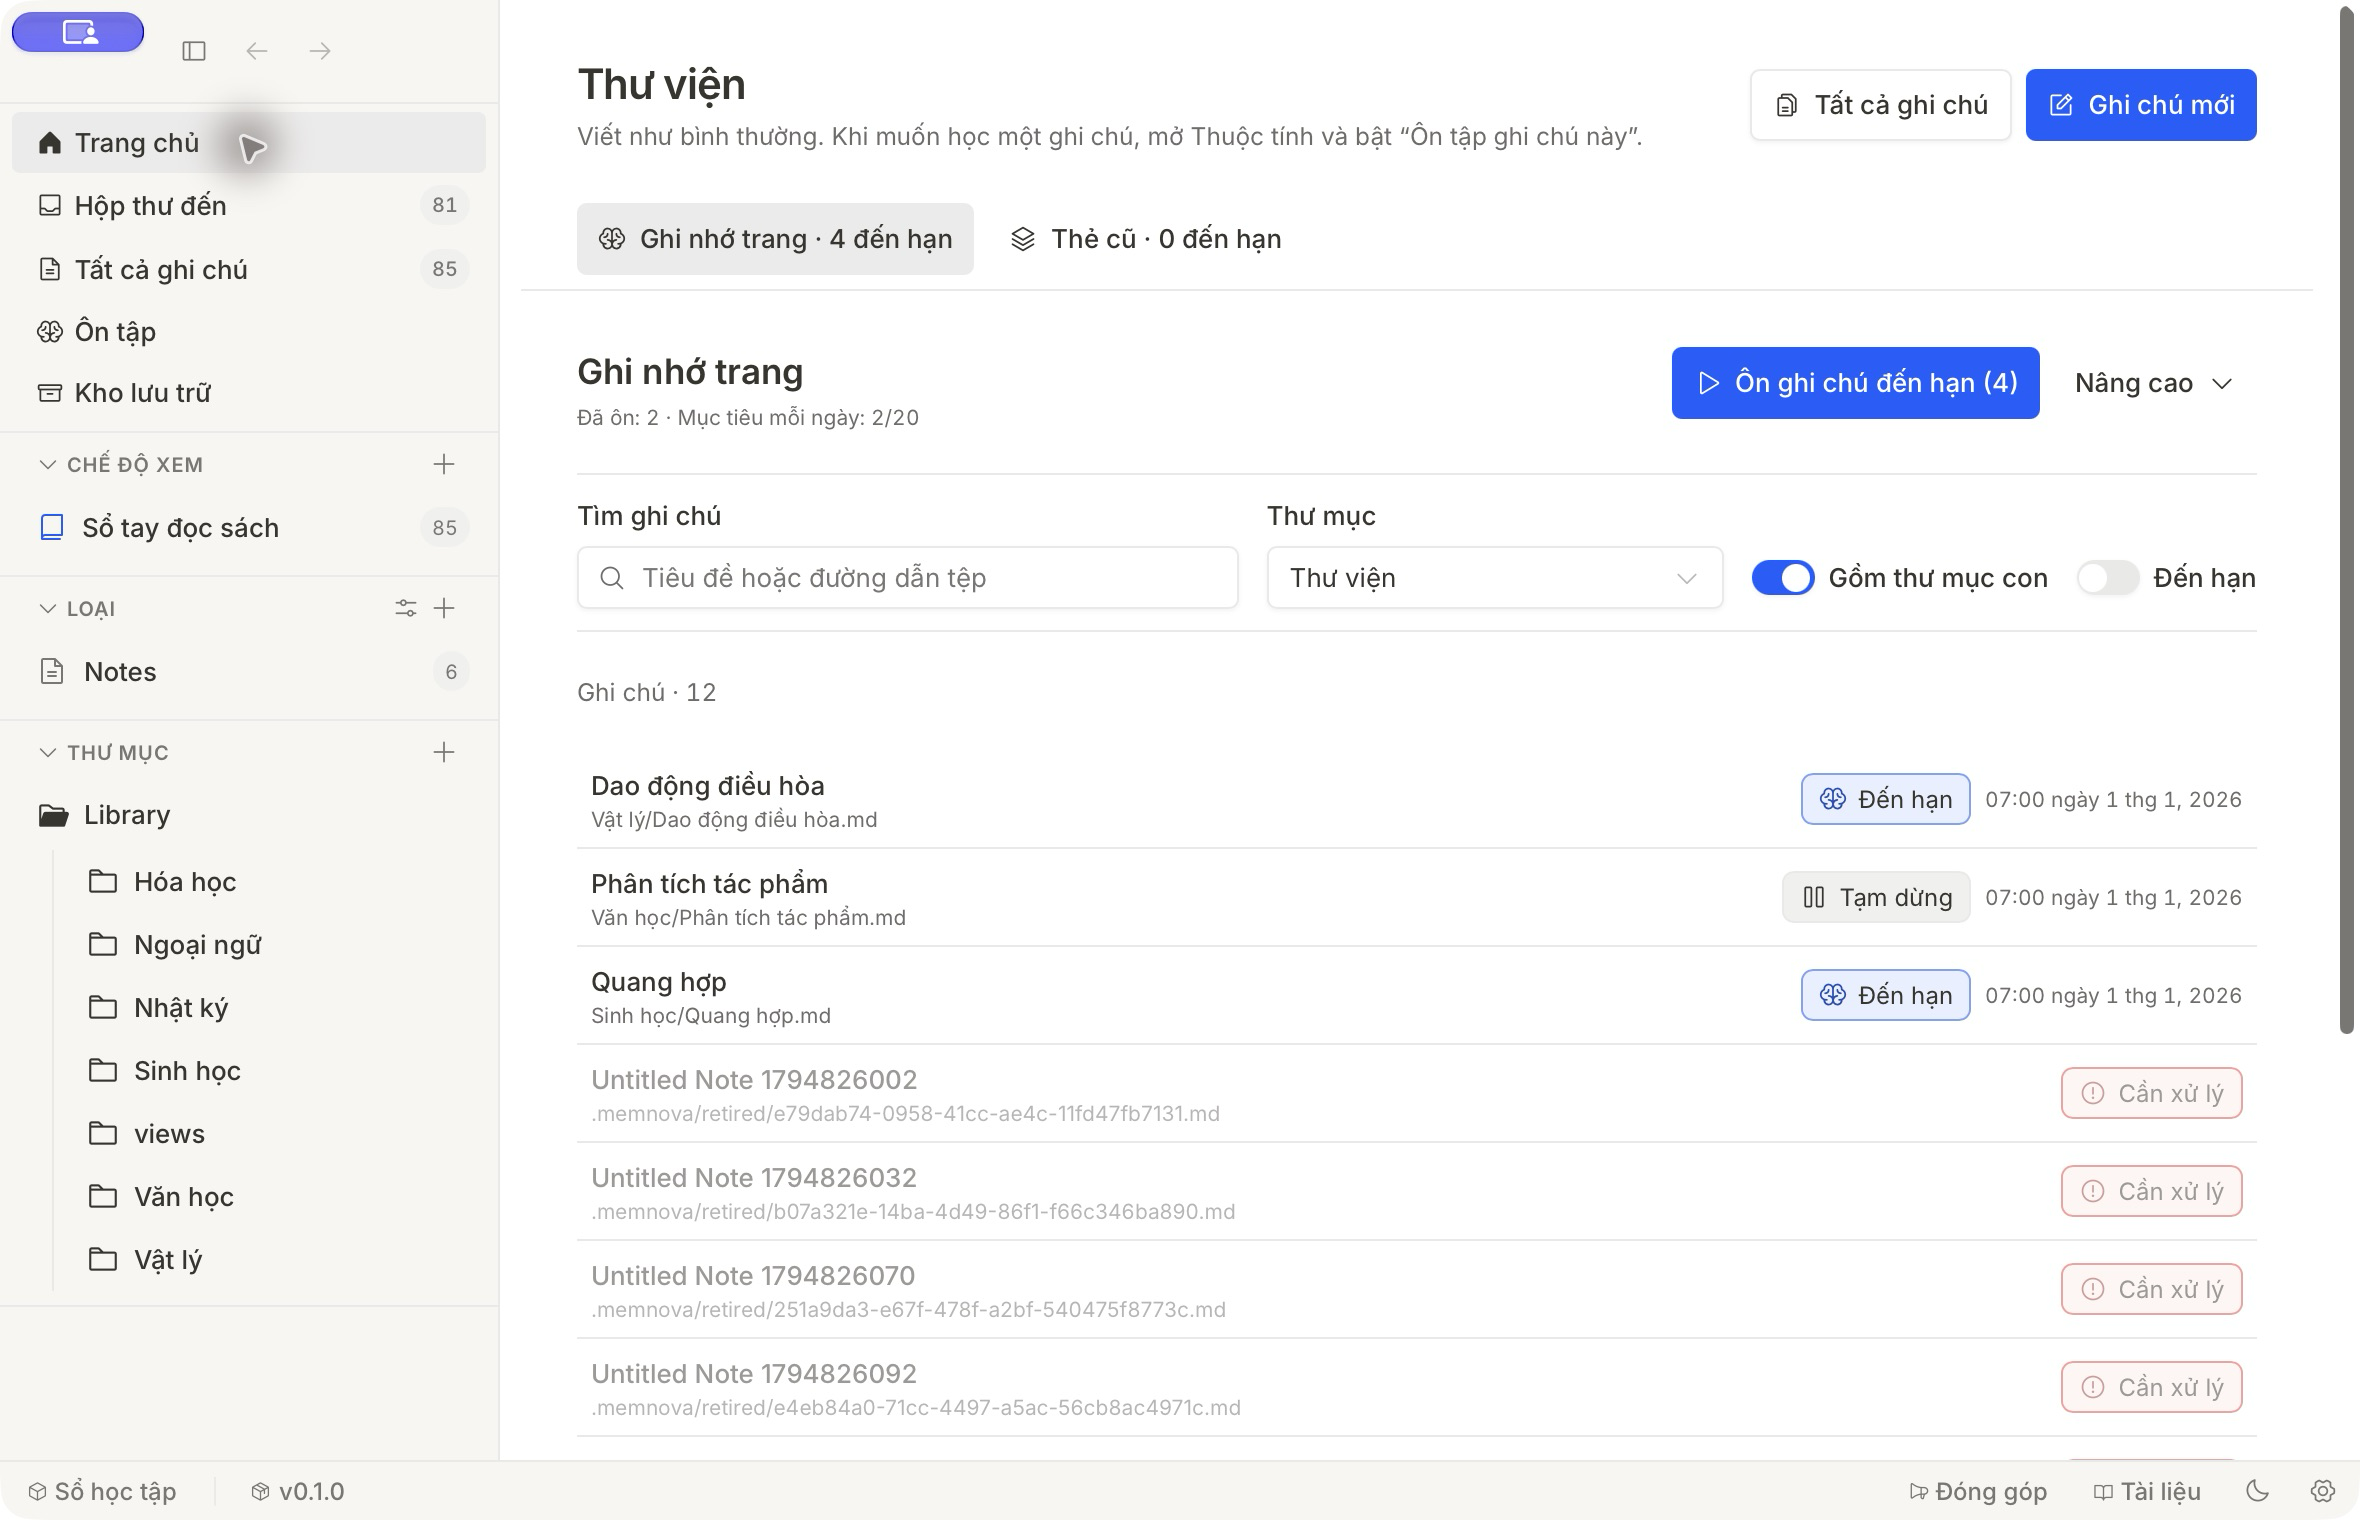 Trang chủ
Hộp thư đến 81
Tất cả ghi chú 85
Ôn tập
Kho lưu trữ
CHẾ ĐỘ XEM
Sổ tay đọc sách 85
LOẠI
Notes 6
THƯ MỤC
Library
Hóa học
Ngoại ngữ
Nhật ký
Sinh học
views
Văn học
Vật lý
Thư viện
Viết như bình thường. Khi muốn học một ghi chú, mở Thuộc tính và bật “Ôn tập ghi chú này”.
Tất cả ghi chú
Ghi chú mới
Ghi nhớ trang · 4 đến hạn
Thẻ cũ · 0 đến hạn
Ghi nhớ trang
Đã ôn: 2 · Mục tiêu mỗi ngày: 2/20
Ôn ghi chú đến hạn (4)
Nâng cao
Tìm ghi chú
Tiêu đề hoặc đường dẫn tệp
Thư mục
Thư viện
Gồm thư mục con
Đến hạn
Ghi chú · 12
Dao động điều hòa
Vật lý/Dao động điều hòa.md
Đến hạn 07:00 ngày 1 thg 1, 2026
Phân tích tác phẩm
Văn học/Phân tích tác phẩm.md
Tạm dừng 07:00 ngày 1 thg 1, 2026
Quang hợp
Sinh học/Quang hợp.md
Đến hạn 07:00 ngày 1 thg 1, 2026
Untitled Note 1794826002
.memnova/retired/e79dab74-0958-41cc-ae4c-11fd47fb7131.md
Cần xử lý
Untitled Note 1794826032
.memnova/retired/b07a321e-14ba-4d49-86f1-f66c346ba890.md
Cần xử lý
Untitled Note 1794826070
.memnova/retired/251a9da3-e67f-478f-a2bf-540475f8773c.md
Cần xử lý
Untitled Note 1794826092
.memnova/retired/e4eb84a0-71cc-4497-a5ac-56cb8ac4971c.md
Cần xử lý
Sổ học tập
v0.1.0
Đóng góp
Tài liệu